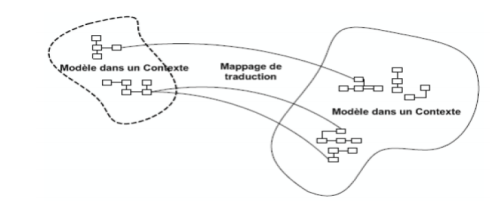 Modèle dans un Contexte
Mappage de
traduction
Modèle dans un Contexte